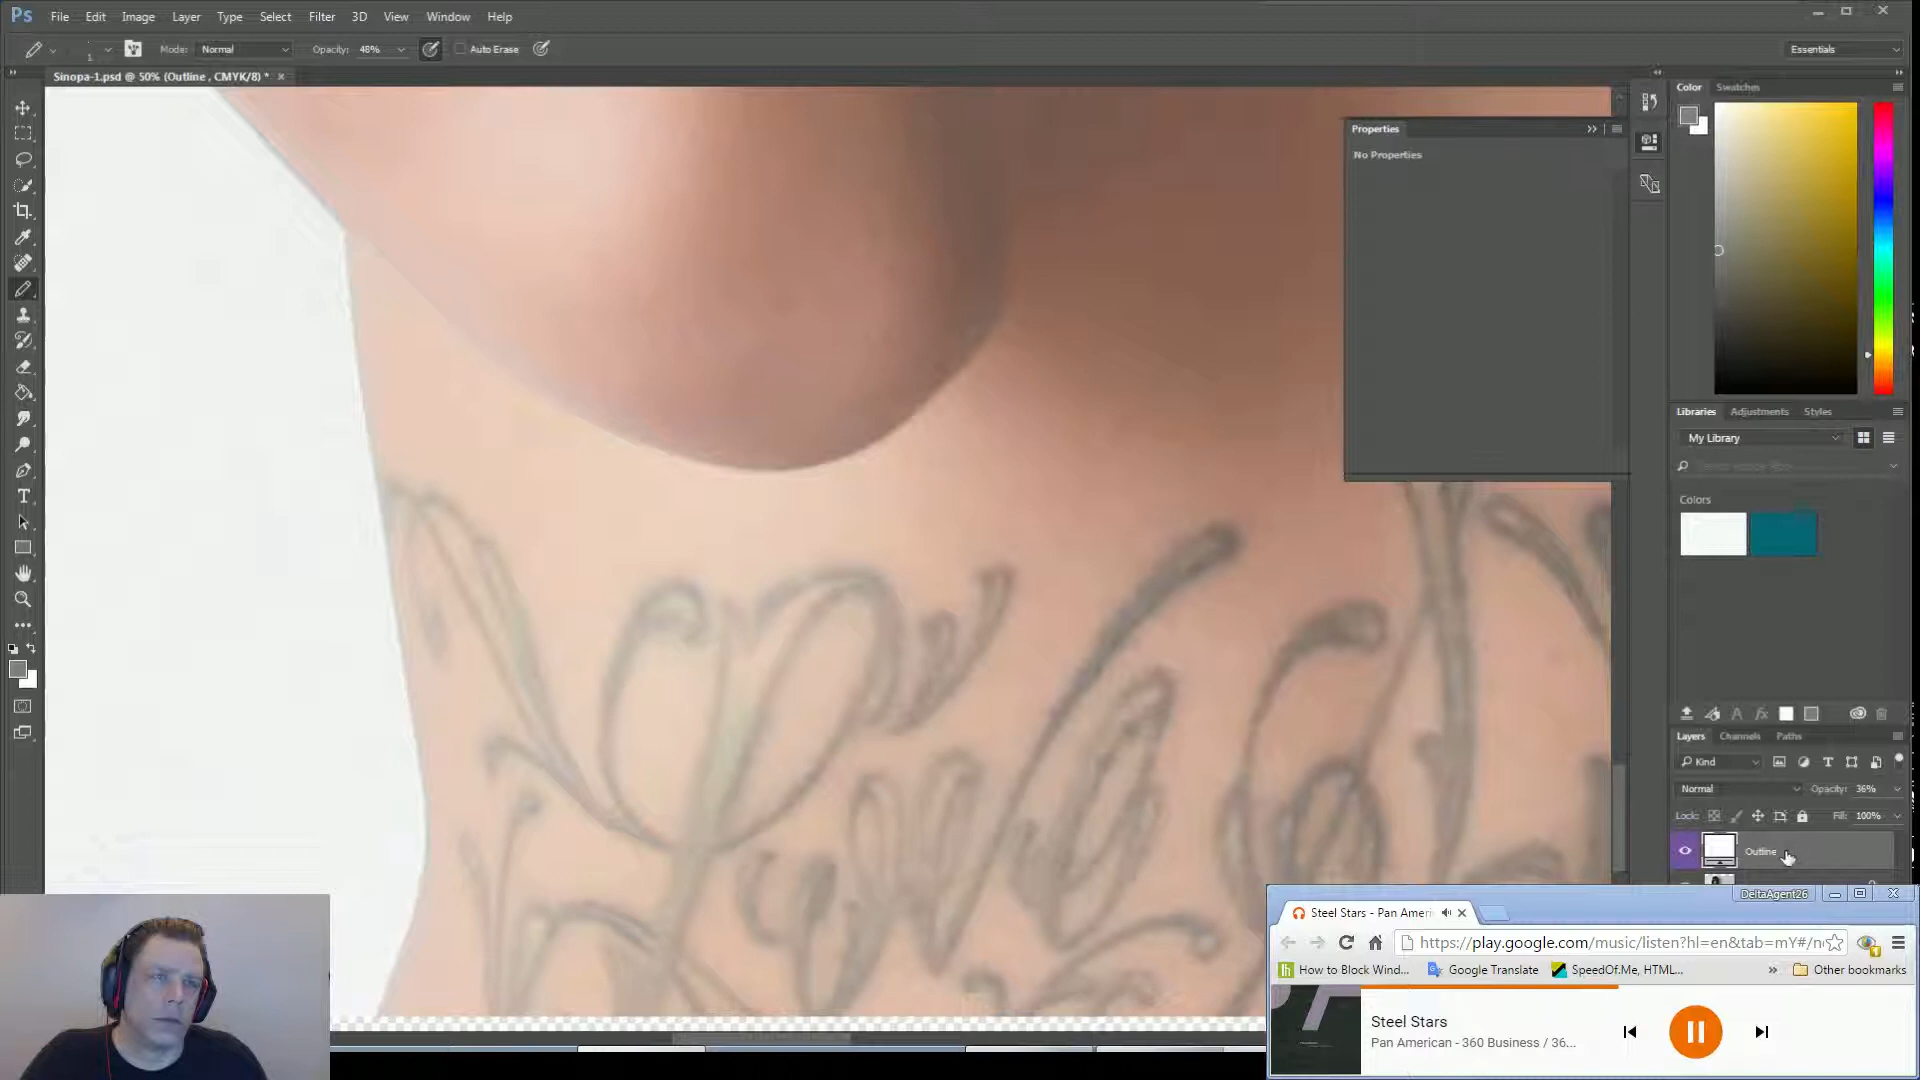 Ps File Edit Image Layer Type Select Filter 3D View Window Help
1 Mode: Normal Opacity: 48% Auto Erase Essentials
Sinopa-1.psd @ 50% (Outline , CMYK/8) *
Color Swatches
Properties
No Properties
Libraries Adjustments Styles
My Library
Colors
Layers Channels Paths
Kind
Normal Opacity: 36%
Lock: Fill: 100%
Outline
DeltaAgent26
Steel Stars - Pan Ameri
https://play.google.com/music/listen?hl=en&tab=mY#/n
How to Block Wind... Google Translate SpeedOf.Me, HTML... » Other bookmarks
Steel Stars
Pan American - 360 Business / 36...